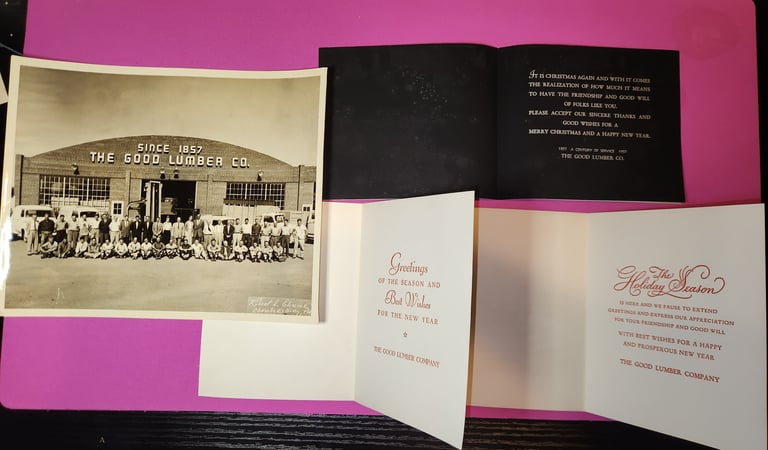 SINCE 1857
THE GOOD LUMBER CO.
IT IS CHRISTMAS AGAIN AND WITH IT COMES
THE REALIZATION OF HOW MUCH IT MEANS
TO HAVE THE FRIENDSHIP AND GOOD WILL
OF FOLKS LIKE YOU.
PLEASE ACCEPT OUR SINCERE THANKS AND
GOOD WISHES FOR A
MERRY CHRISTMAS AND A HAPPY NEW YEAR.
1857 A CENTURY OF SERVICE 1957
THE GOOD LUMBER CO.
Greetings
OF THE SEASON AND
Best Wishes
FOR THE NEW YEAR
THE GOOD LUMBER COMPANY
The
Holiday Season
IS HERE AND WE PAUSE TO EXTEND
GREETINGS AND EXPRESS OUR APPRECIATION
FOR YOUR FRIENDSHIP AND GOOD WILL
WITH BEST WISHES FOR A HAPPY
AND PROSPEROUS NEW YEAR
THE GOOD LUMBER COMPANY